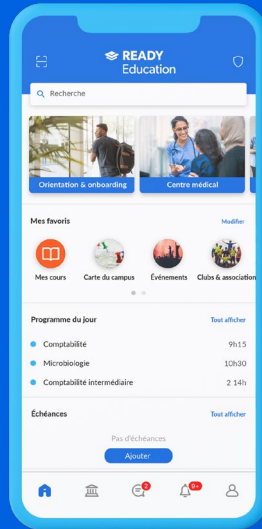 READY
Education
Recherche
Orientation & onboarding
Centre médical
Mes favoris
Modifier
Mes cours
Carte du campus
Événements
Clubs & association
Programme du jour
Tout afficher
Comptabilité
9h15
Microbiologie
10h30
Comptabilité intermédiaire
2 14h
Échéances
Tout afficher
Pas d'échéances
Ajouter
2
9+